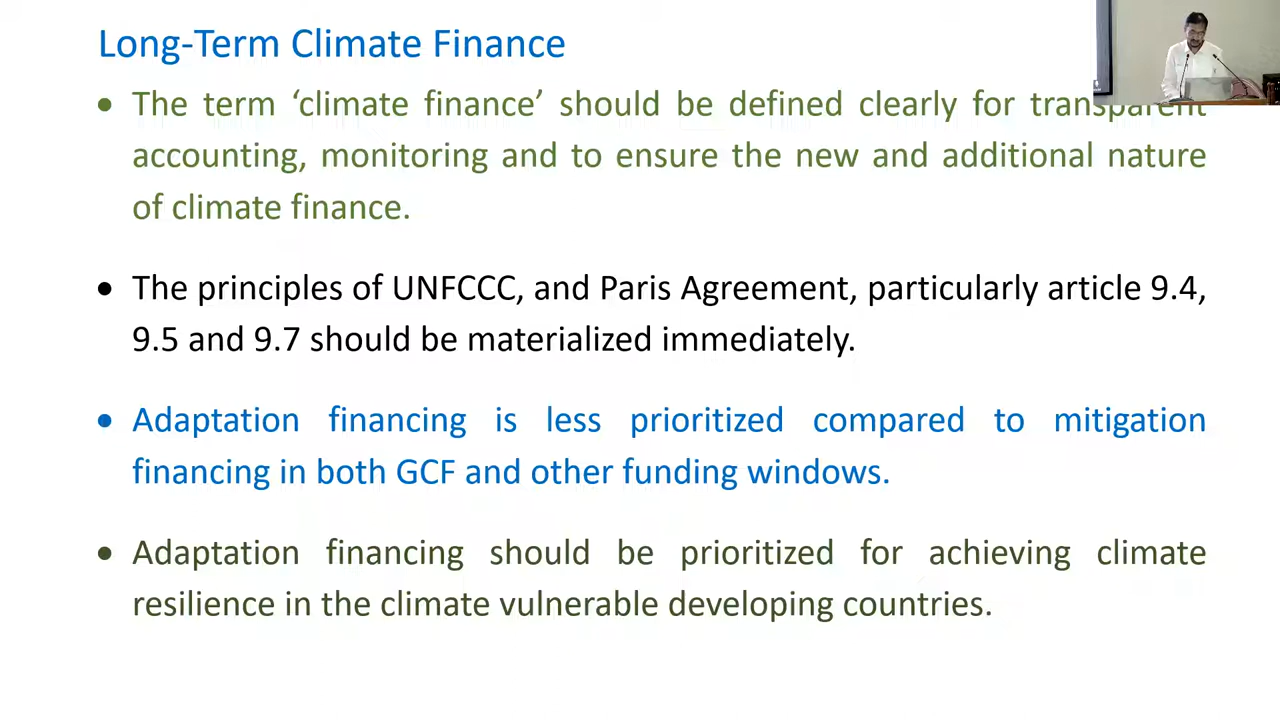 Long-Term Climate Finance
• The term ‘climate finance’ should be defined clearly for transparent
accounting, monitoring and to ensure the new and additional nature
of climate finance.
• The principles of UNFCCC, and Paris Agreement, particularly article 9.4,
9.5 and 9.7 should be materialized immediately.
• Adaptation financing is less prioritized compared to mitigation
financing in both GCF and other funding windows.
• Adaptation financing should be prioritized for achieving climate
resilience in the climate vulnerable developing countries.